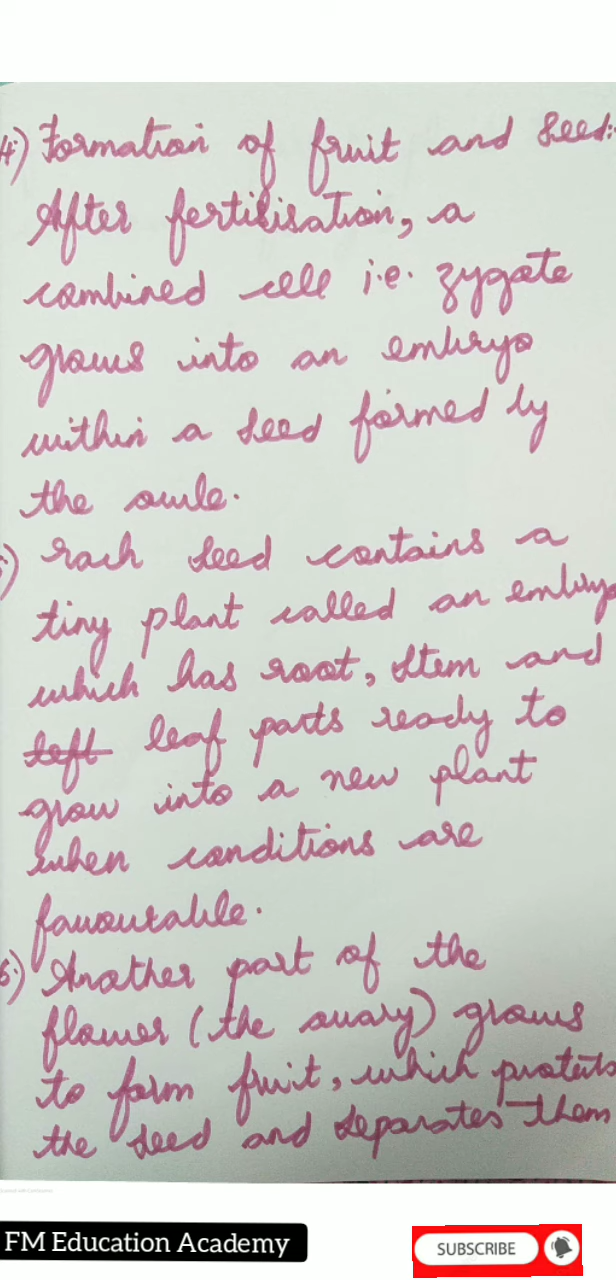 4:) Formation of fruit and Seed:-
After fertilisation, a
combined cell i.e. zygote
grows into an embryo
within a seed formed by
the ovule.
5) Each seed contains a
tiny plant called an embryo
which has root, stem and
left leaf parts ready to
grow into a new plant
when conditions are
favourable.
6:) Another part of the
flower (the ovary) grows
to form fruit, which protects
the seed and separates them
FM Education Academy
SUBSCRIBE